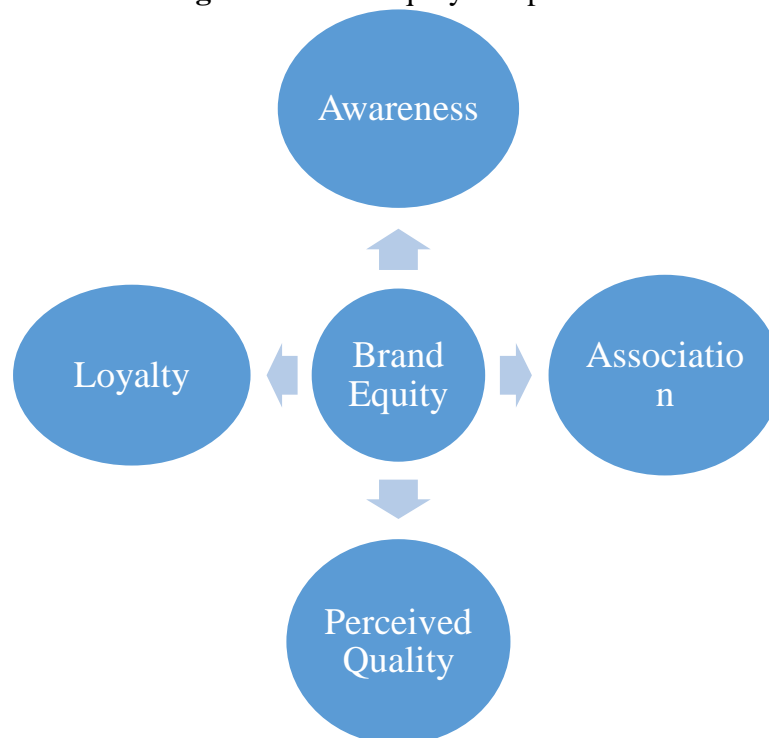 Awareness
Loyalty
Brand
Equity
Associatio
n
Perceived
Quality